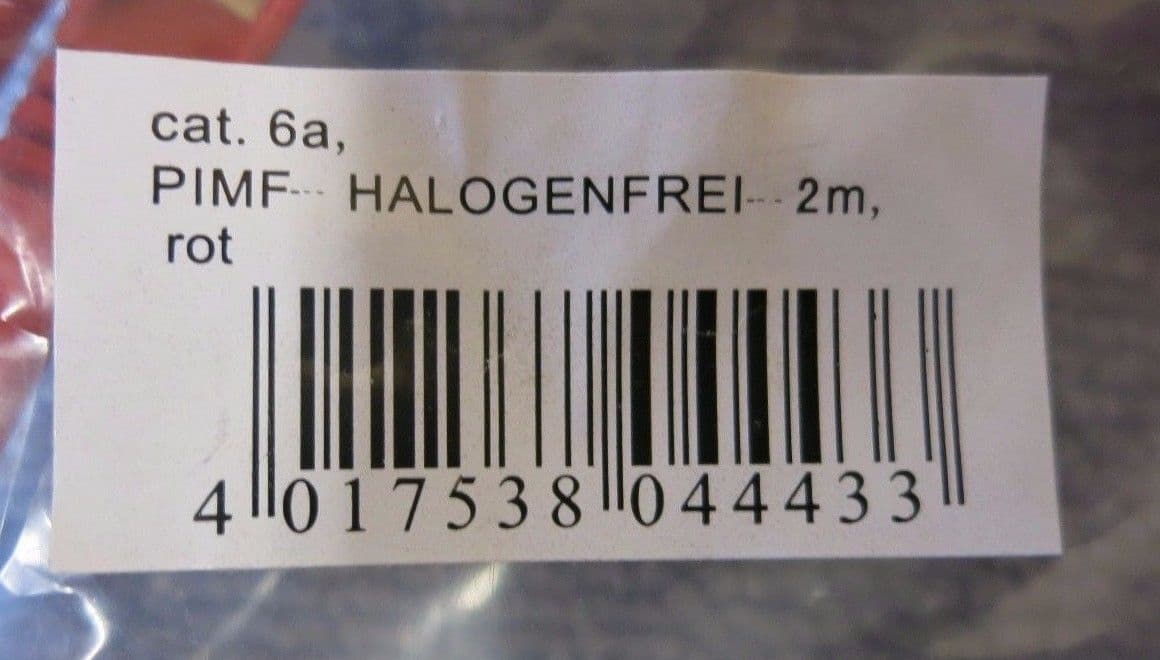 cat. 6a,
PIMF--- HALOGENFREI--- 2m,
rot
4 017538 044433